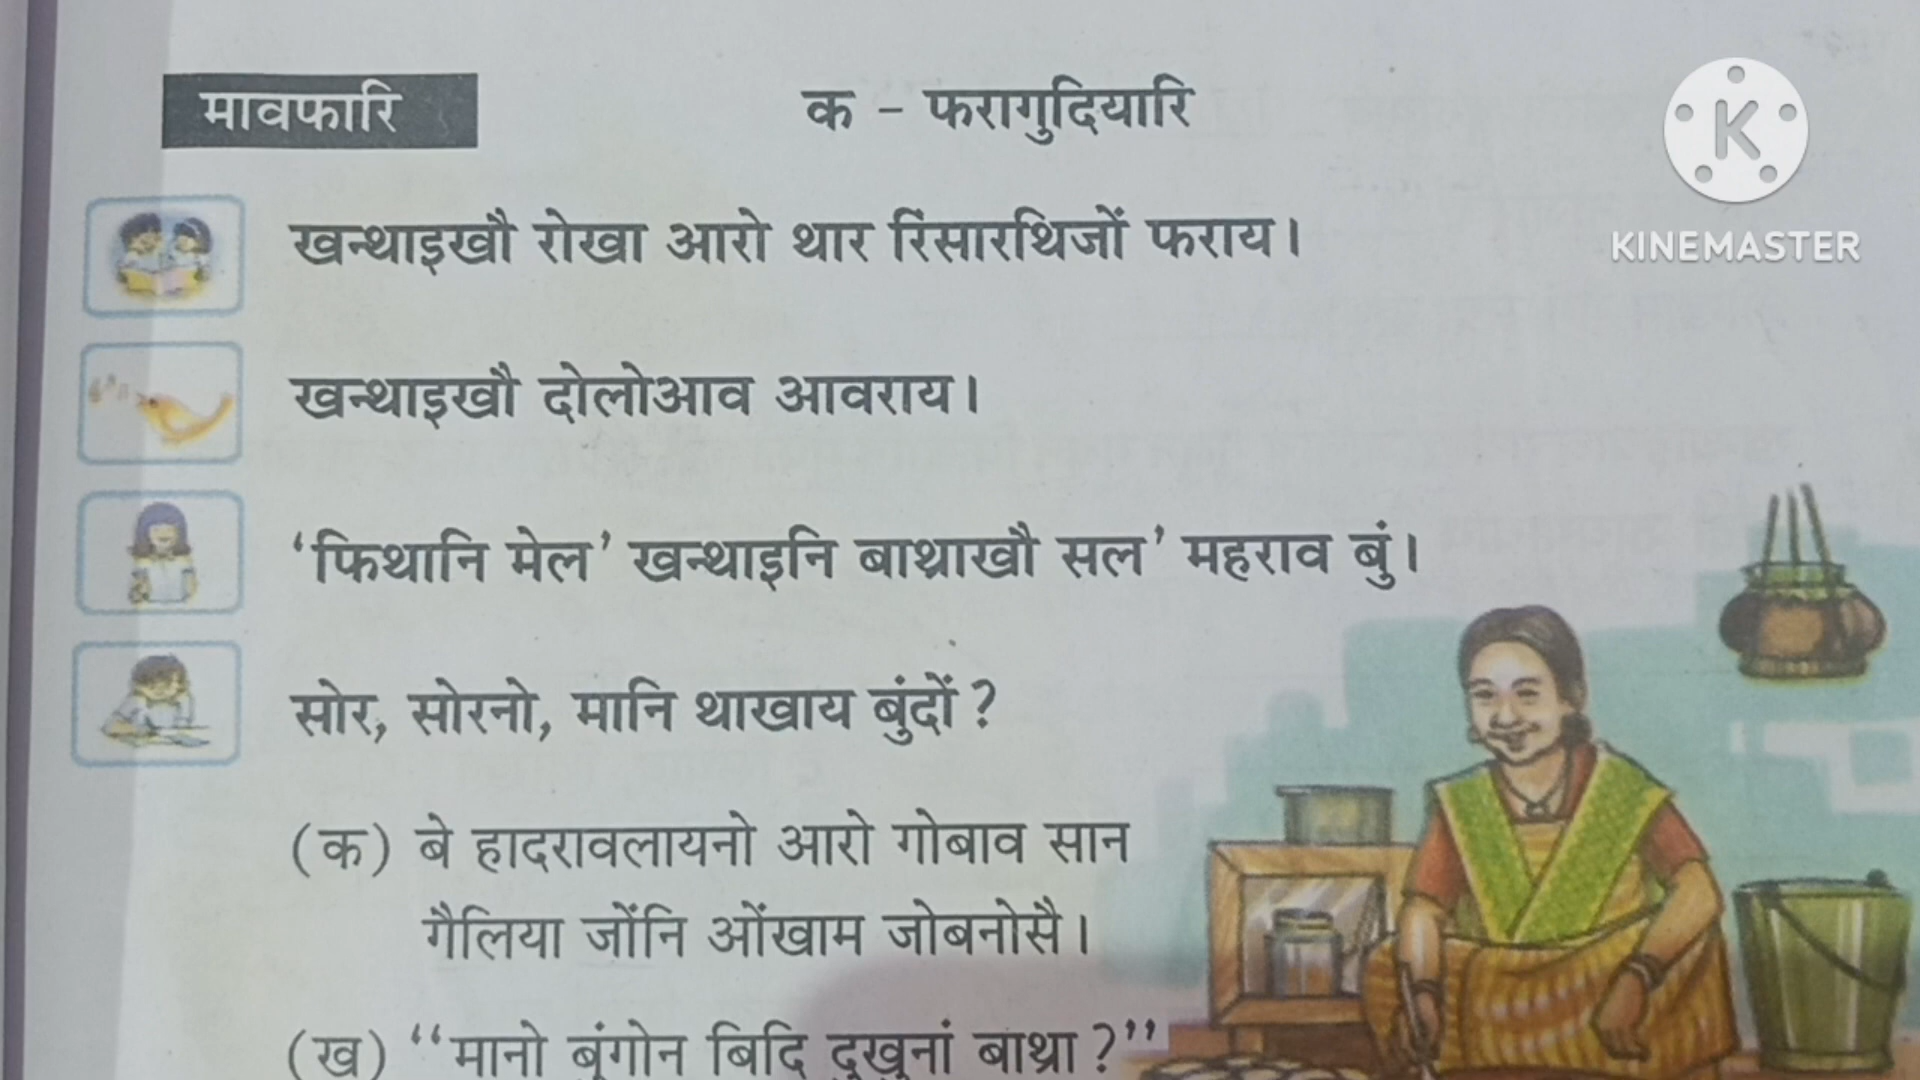 मावफारि
क - फरागुदियारि
K
KINEMASTER
खन्थाइखौ रोखा आरो थार रिंसारथिजों फराय।
खन्थाइखौ दोलोआव आवराय।
‘फिथानि मेल’ खन्थाइनि बाथ्राखौ सल’ महराव बुं।
सोर, सोरनो, मानि थाखाय बुंदों?
(क) बे हादरावलायनो आरो गोबाव सान
गैलिया जोंनि ओंखाम जोबनोसै।
(ख) “मानो बुंगोन बिदि दुखुनां बाथ्रा?”